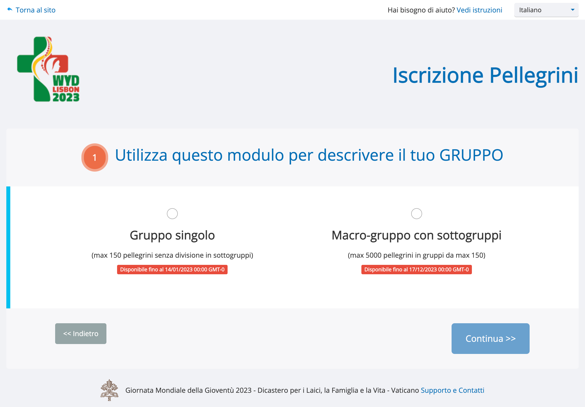 Torna al sito
Hai bisogno di aiuto? Vedi istruzioni
Italiano
WYD
LISBON
2023
Iscrizione Pellegrini
1 Utilizza questo modulo per descrivere il tuo GRUPPO
Gruppo singolo
(max 150 pellegrini senza divisione in sottogruppi)
Disponibile fino al 14/01/2023 00:00 GMT-0
Macro-gruppo con sottogruppi
(max 5000 pellegrini in gruppi da max 150)
Disponibile fino al 17/12/2023 00:00 GMT-0
<< Indietro
Continua >>
Giornata Mondiale della Gioventù 2023 - Dicastero per i Laici, la Famiglia e la Vita - Vaticano Supporto e Contatti